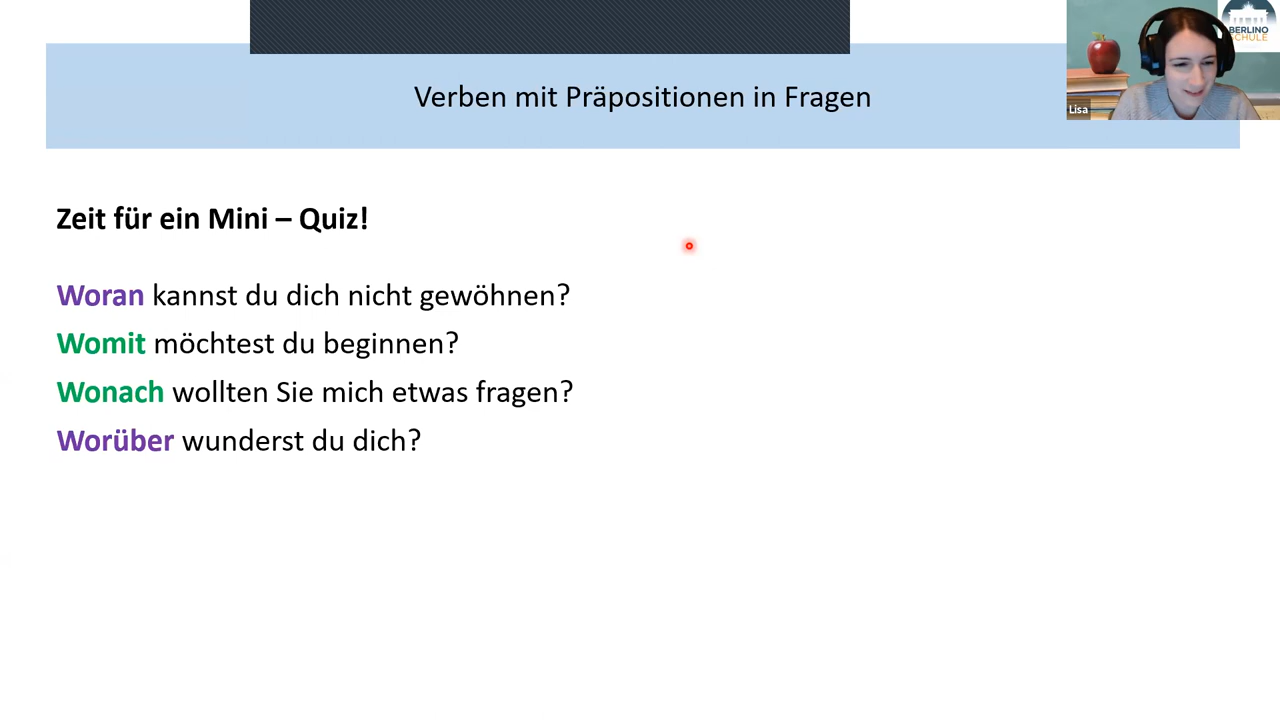 BERLINO
SCHULE
Verben mit Präpositionen in Fragen
Lisa
Zeit für ein Mini – Quiz!
Woran kannst du dich nicht gewöhnen?
Womit möchtest du beginnen?
Wonach wollten Sie mich etwas fragen?
Worüber wunderst du dich?